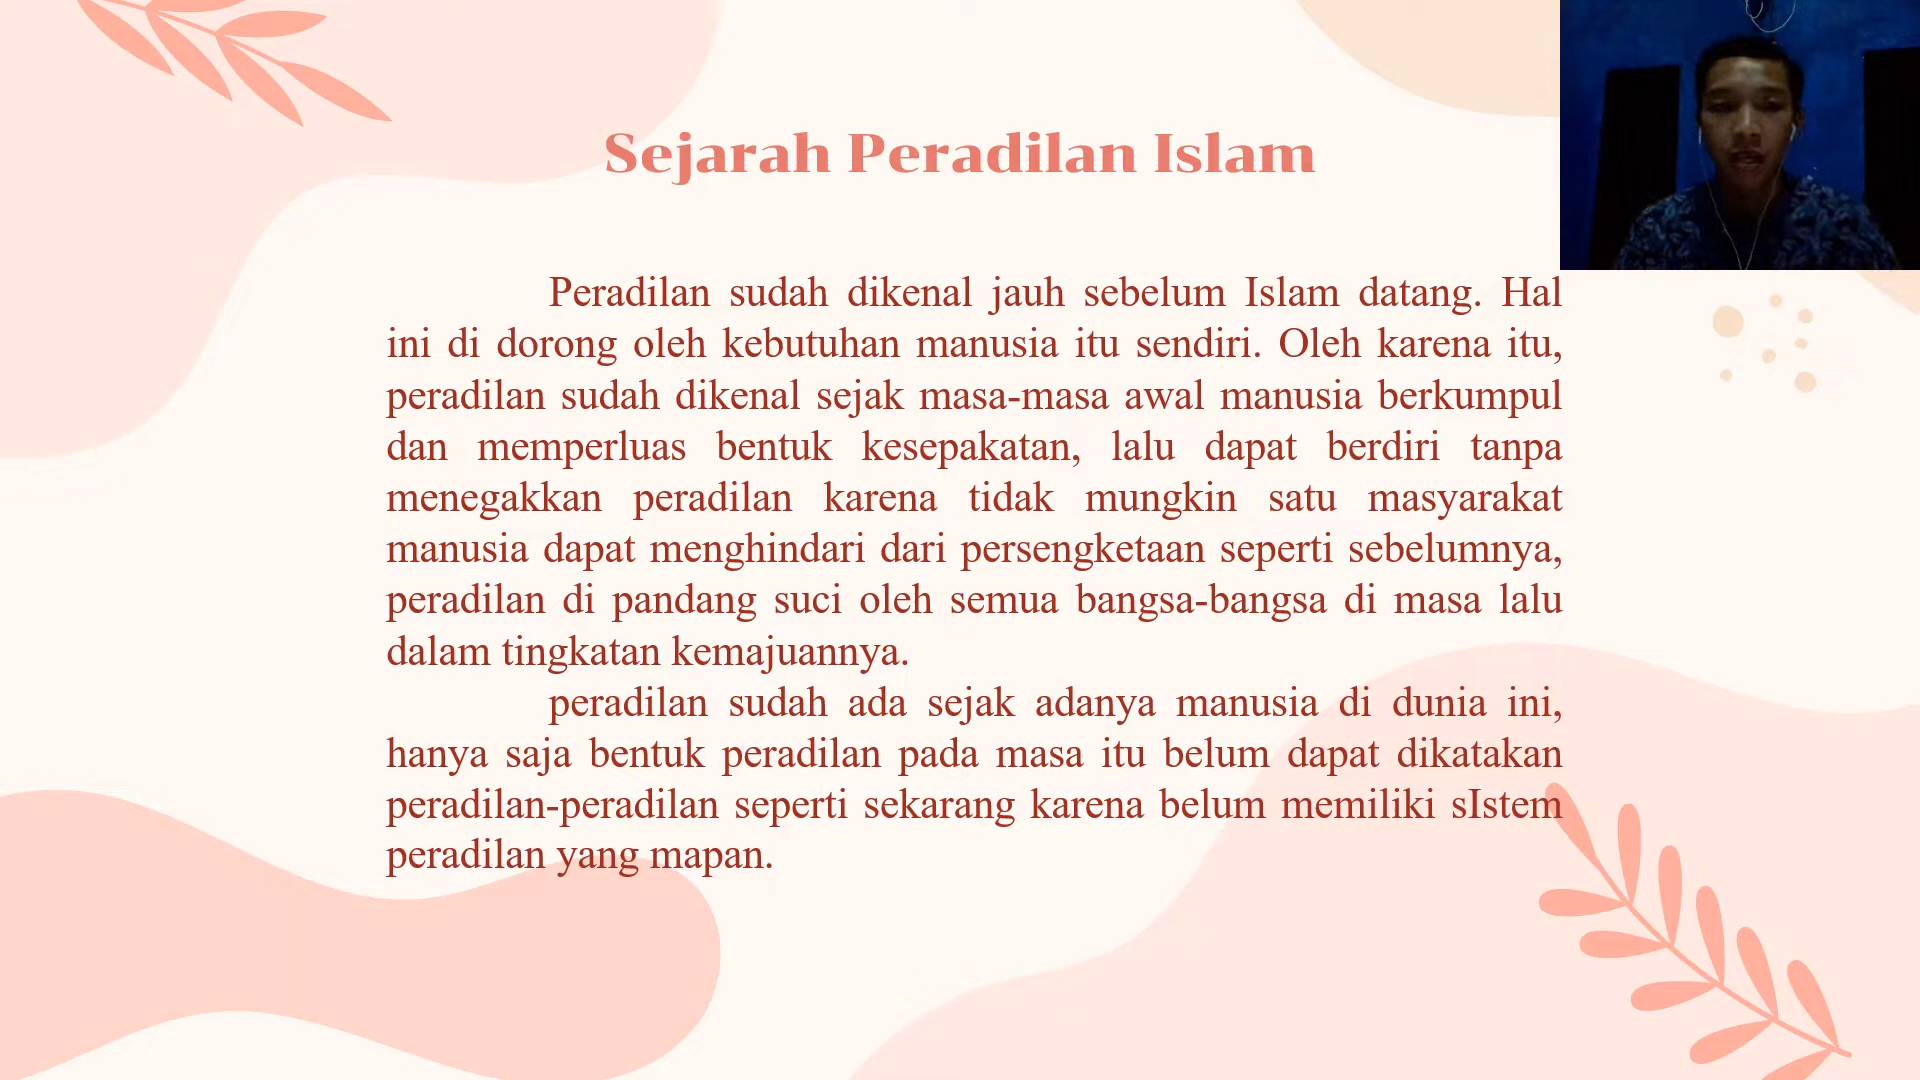 Sejarah Peradilan Islam
Peradilan sudah dikenal jauh sebelum Islam datang. Hal
ini di dorong oleh kebutuhan manusia itu sendiri. Oleh karena itu,
peradilan sudah dikenal sejak masa-masa awal manusia berkumpul
dan memperluas bentuk kesepakatan, lalu dapat berdiri tanpa
menegakkan peradilan karena tidak mungkin satu masyarakat
manusia dapat menghindari dari persengketaan seperti sebelumnya,
peradilan di pandang suci oleh semua bangsa-bangsa di masa lalu
dalam tingkatan kemajuannya.
peradilan sudah ada sejak adanya manusia di dunia ini,
hanya saja bentuk peradilan pada masa itu belum dapat dikatakan
peradilan-peradilan seperti sekarang karena belum memiliki sIstem
peradilan yang mapan.